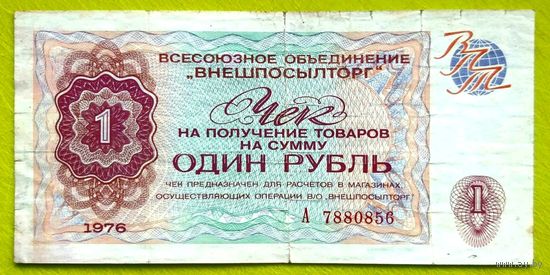 ВСЕСОЮЗНОЕ ОБЪЕДИНЕНИЕ
„ВНЕШПОСЫЛТОРГ"
ВПТ
Чек
НА ПОЛУЧЕНИЕ ТОВАРОВ
НА СУММУ
ОДИН РУБЛЬ
1
ЧЕК ПРЕДНАЗНАЧЕН ДЛЯ РАСЧЕТОВ В МАГАЗИНАХ,
ОСУЩЕСТВЛЯЮЩИХ ОПЕРАЦИИ В/О „ВНЕШПОСЫЛТОРГ"
1
А 7880856
1976